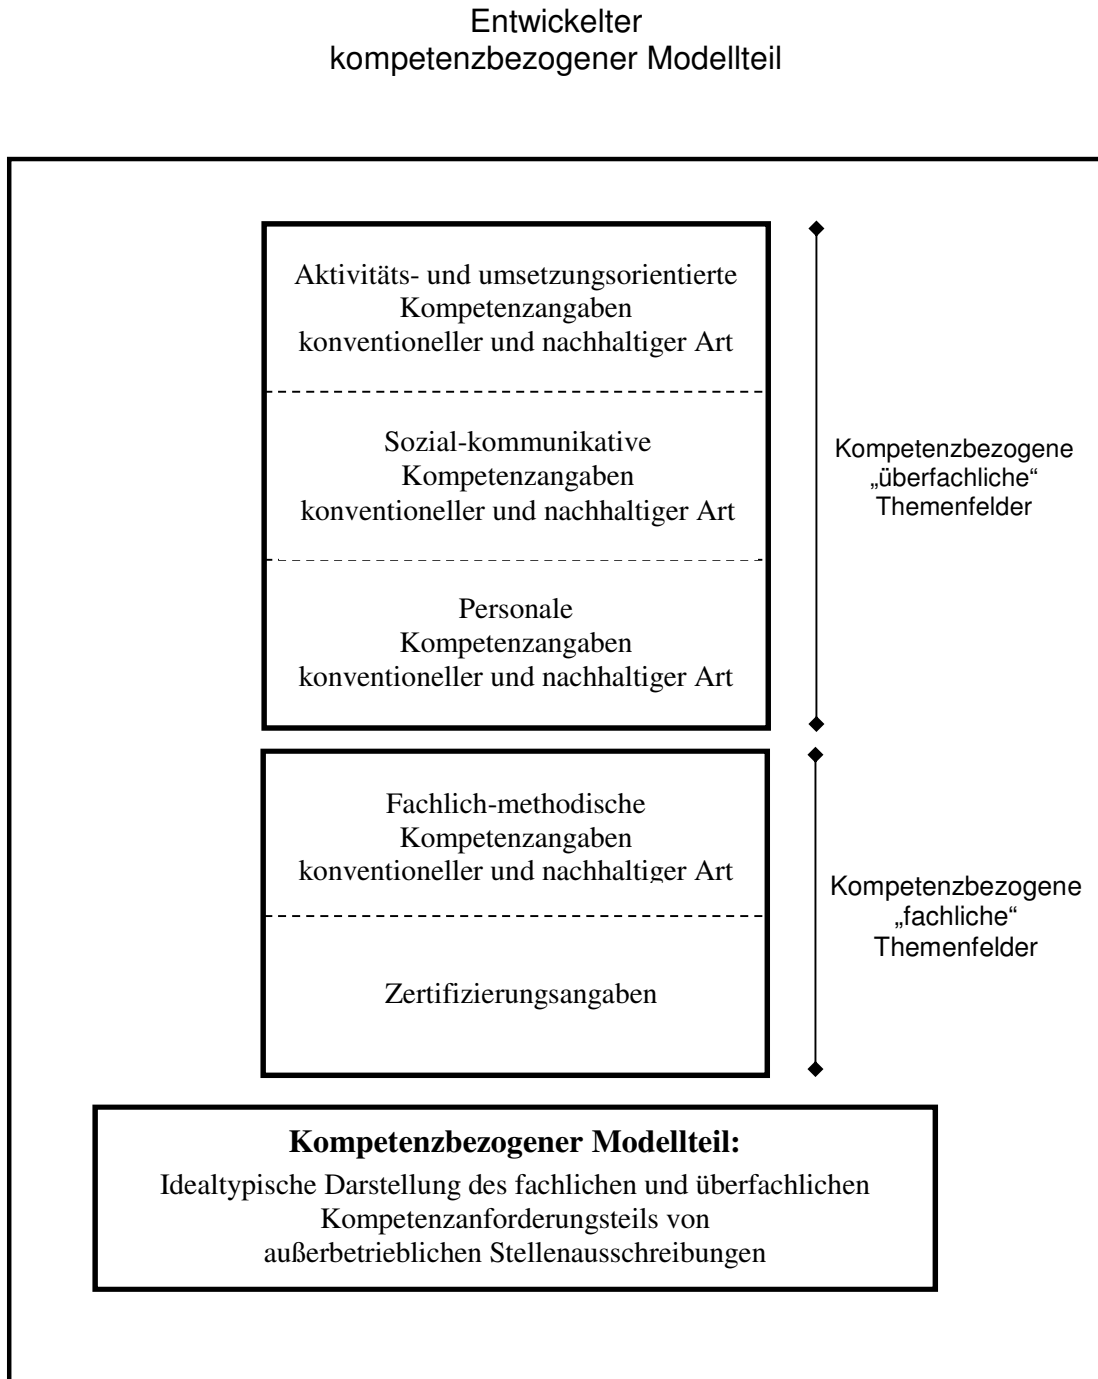 Entwickelter
kompetenzbezogener Modellteil
Aktivitäts- und umsetzungsorientierte
Kompetenzangaben
konventioneller und nachhaltiger Art
Sozial-kommunikative
Kompetenzangaben
konventioneller und nachhaltiger Art
Personale
Kompetenzangaben
konventioneller und nachhaltiger Art
Kompetenzbezogene
„überfachliche“
Themenfelder
Fachlich-methodische
Kompetenzangaben
konventioneller und nachhaltiger Art
Zertifizierungsangaben
Kompetenzbezogene
„fachliche“
Themenfelder
Kompetenzbezogener Modellteil:
Idealtypische Darstellung des fachlichen und überfachlichen
Kompetenzanforderungsteils von
außerbetrieblichen Stellenausschreibungen